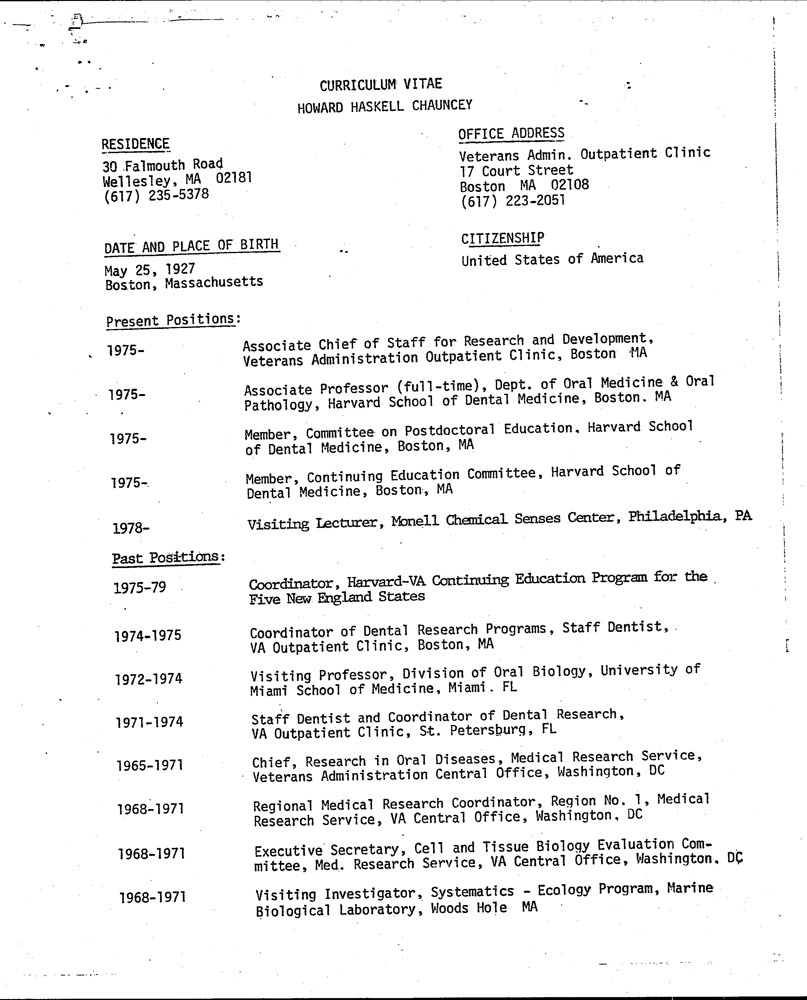 CURRICULUM VITAE
HOWARD HASKELL CHAUNCEY
RESIDENCE
30 Falmouth Road
Wellesley, MA 02181
(617) 235-5378
OFFICE ADDRESS
Veterans Admin. Outpatient Clinic
17 Court Street
Boston MA 02108
(617) 223-2051
DATE AND PLACE OF BIRTH
May 25, 1927
Boston, Massachusetts
CITIZENSHIP
United States of America
Present Positions:
1975- Associate Chief of Staff for Research and Development,
Veterans Administration Outpatient Clinic, Boston MA
1975- Associate Professor (full-time), Dept. of Oral Medicine & Oral
Pathology, Harvard School of Dental Medicine, Boston. MA
1975- Member, Committee on Postdoctoral Education. Harvard School
of Dental Medicine, Boston, MA
1975- Member, Continuing Education Committee, Harvard School of
Dental Medicine, Boston, MA
1978- Visiting Lecturer, Monell Chemical Senses Center, Philadelphia, PA
Past Positions:
1975-79 Coordinator, Harvard-VA Continuing Education Program for the
Five New England States
1974-1975 Coordinator of Dental Research Programs, Staff Dentist,
VA Outpatient Clinic, Boston, MA
1972-1974 Visiting Professor, Division of Oral Biology, University of
Miami School of Medicine, Miami. FL
1971-1974 Staff Dentist and Coordinator of Dental Research,
VA Outpatient Clinic, St. Petersburg, FL
1965-1971 Chief, Research in Oral Diseases, Medical Research Service,
Veterans Administration Central Office, Washington, DC
1968-1971 Regional Medical Research Coordinator, Region No. 1, Medical
Research Service, VA Central Office, Washington, DC
1968-1971 Executive Secretary, Cell and Tissue Biology Evaluation Com-
mittee, Med. Research Service, VA Central Office, Washington. DC
1968-1971 Visiting Investigator, Systematics - Ecology Program, Marine
Biological Laboratory, Woods Hole MA